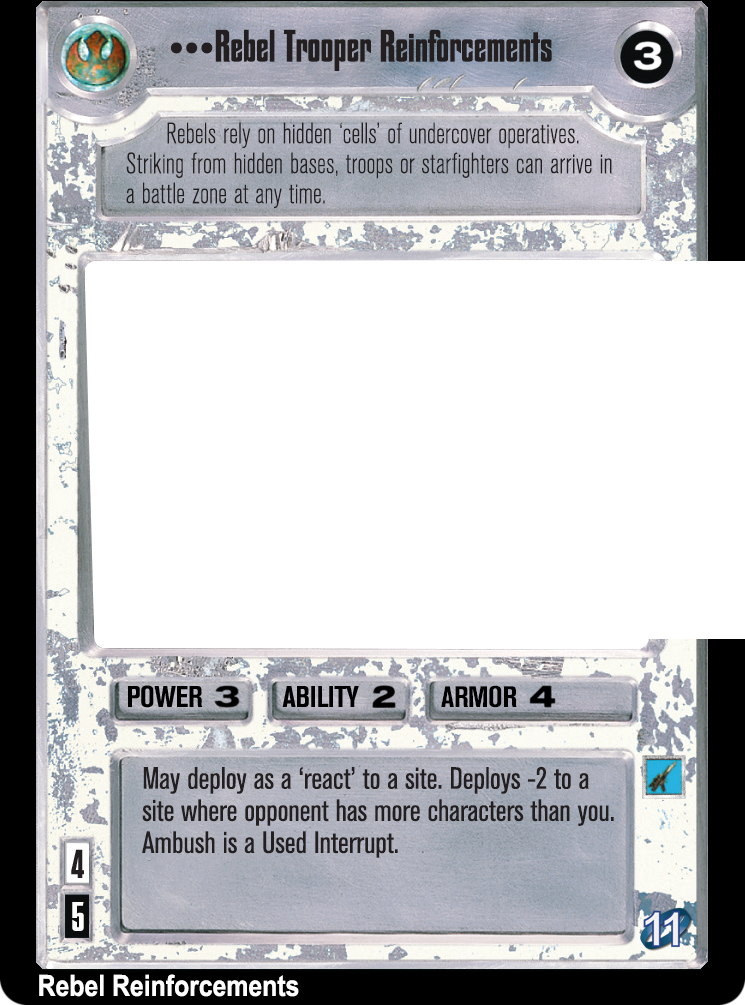 •••Rebel Trooper Reinforcements
3
Rebels rely on hidden ‘cells’ of undercover operatives.
Striking from hidden bases, troops or starfighters can arrive in
a battle zone at any time.
POWER 3 ABILITY 2 ARMOR 4
May deploy as a ‘react’ to a site. Deploys -2 to a
site where opponent has more characters than you.
Ambush is a Used Interrupt.
4
5
11
Rebel Reinforcements